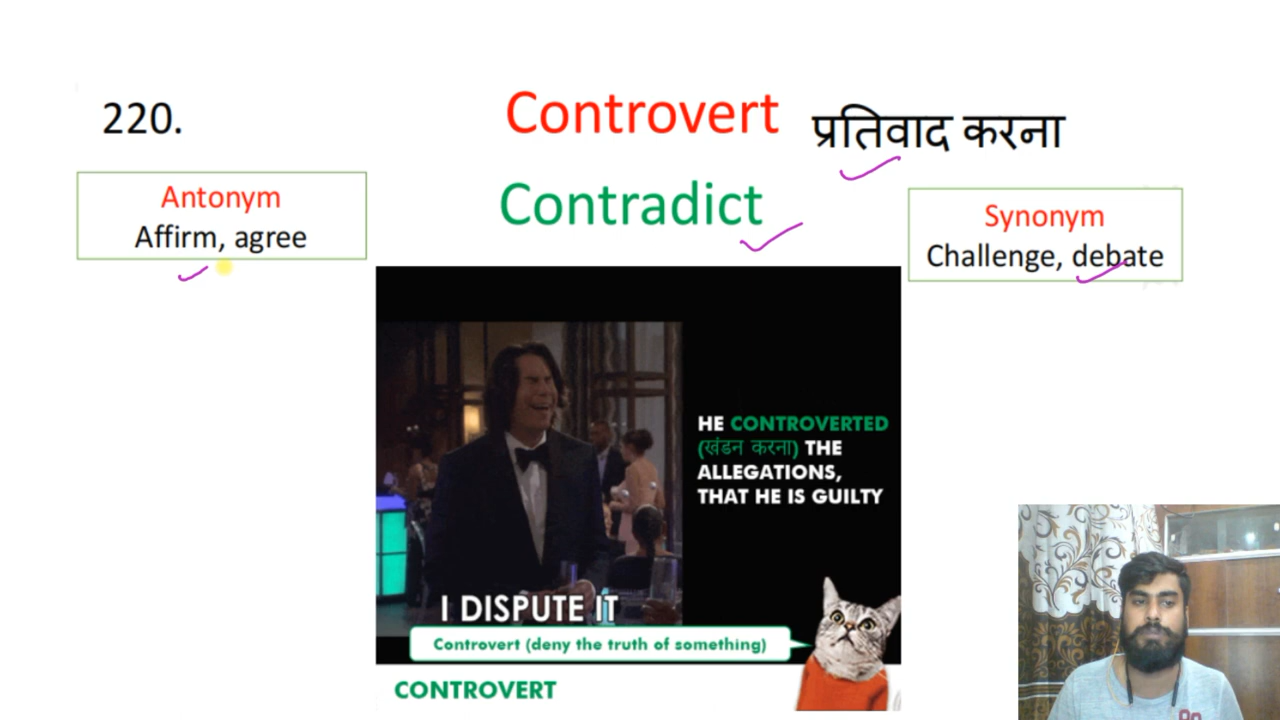 220.
Controvert
प्रतिवाद करना
Contradict
Antonym
Affirm, agree
Synonym
Challenge, debate
HE CONTROVERTED
(खंडन करना) THE
ALLEGATIONS,
THAT HE IS GUILTY
I DISPUTE IT
Controvert (deny the truth of something)
CONTROVERT